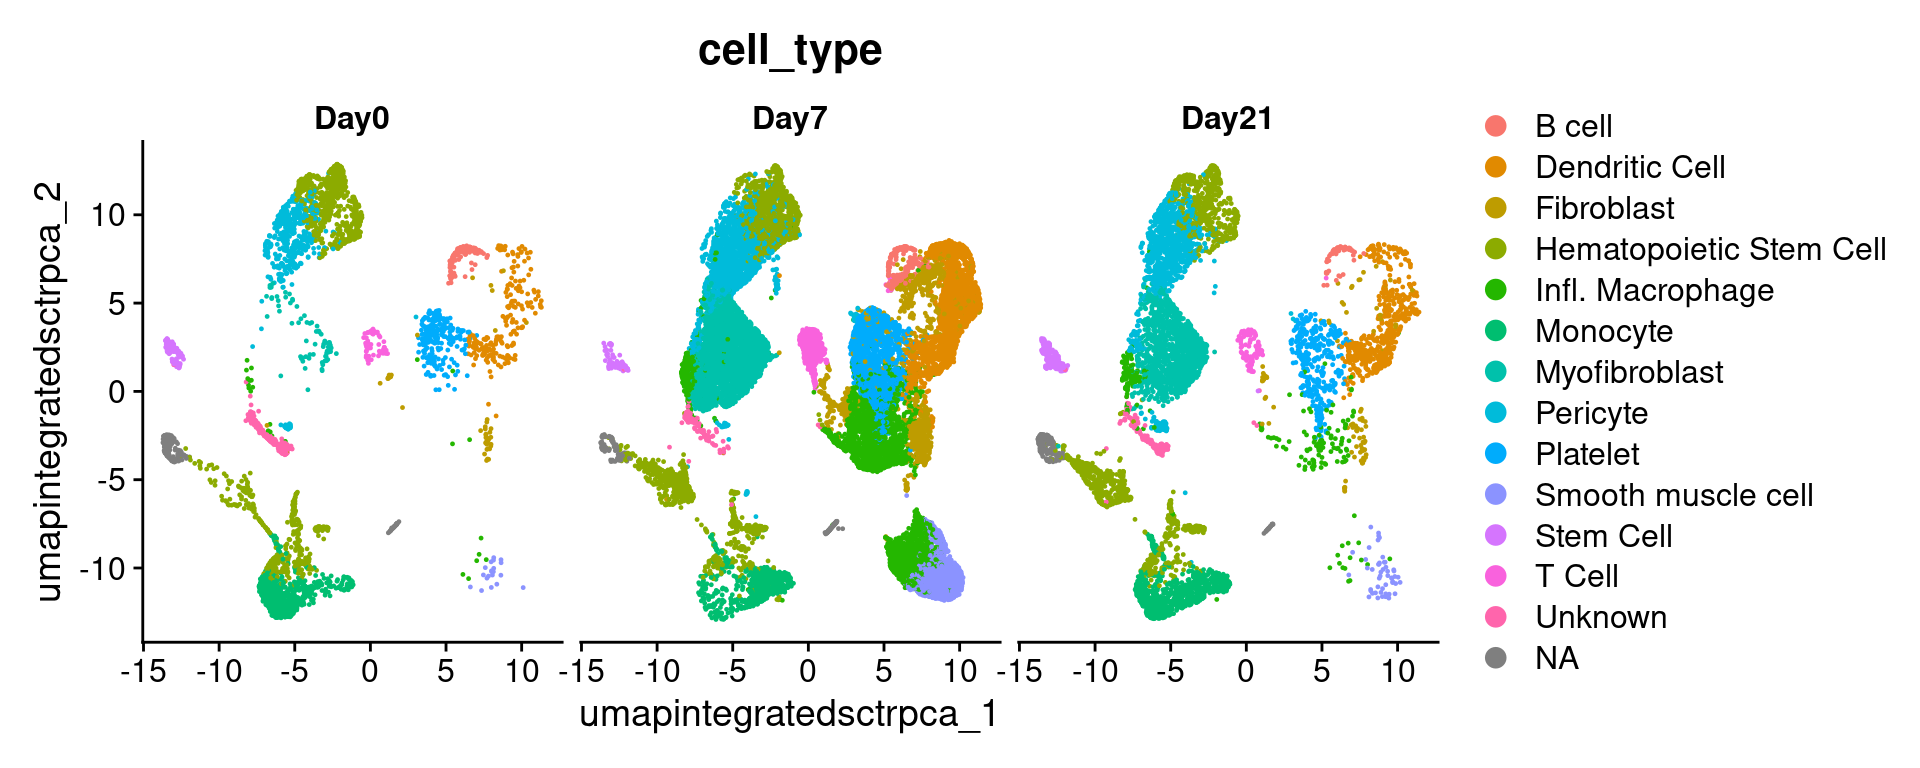 cell_type
Day0 Day7 Day21
umapintegratedsctrpca_2
10
5
0
-5
-10
-15 -10 -5 0 5 10 -15 -10 -5 0 5 10 -15 -10 -5 0 5 10
umapintegratedsctrpca_1
B cell
Dendritic Cell
Fibroblast
Hematopoietic Stem Cell
Infl. Macrophage
Monocyte
Myofibroblast
Pericyte
Platelet
Smooth muscle cell
Stem Cell
T Cell
Unknown
NA